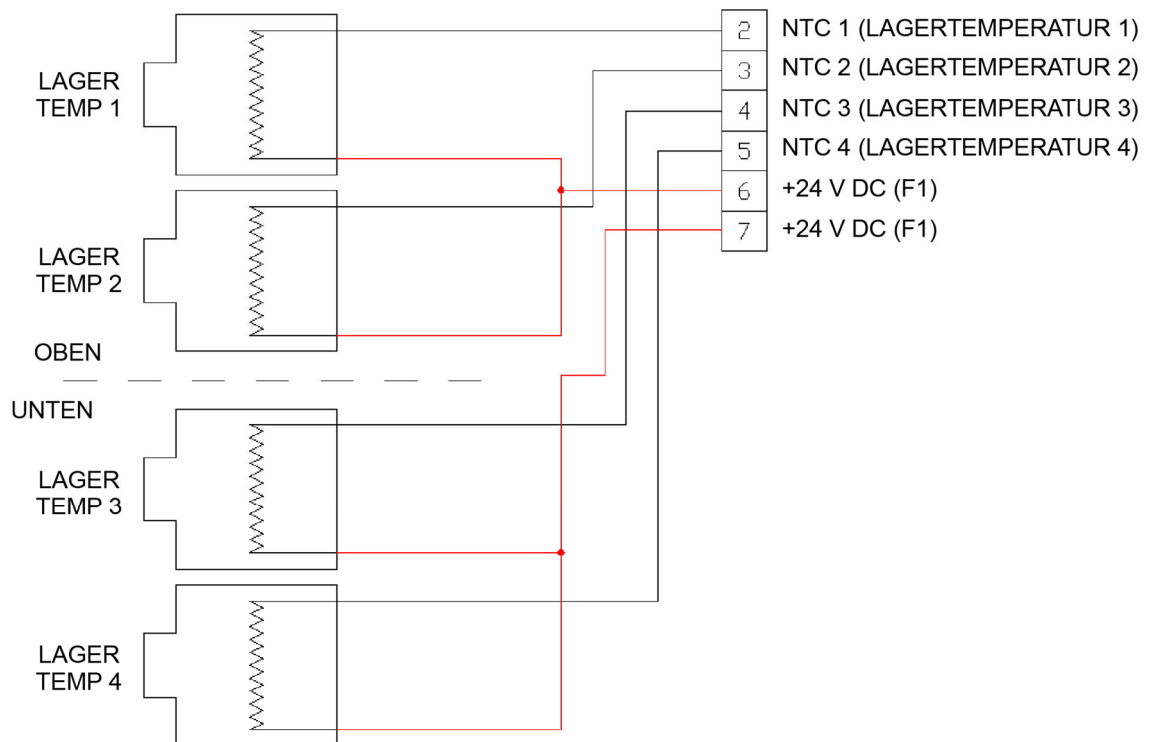 LAGER
TEMP 1
LAGER
TEMP 2
OBEN
UNTEN
LAGER
TEMP 3
LAGER
TEMP 4
2 NTC 1 (LAGERTEMPERATUR 1)
3 NTC 2 (LAGERTEMPERATUR 2)
4 NTC 3 (LAGERTEMPERATUR 3)
5 NTC 4 (LAGERTEMPERATUR 4)
6 +24 V DC (F1)
7 +24 V DC (F1)